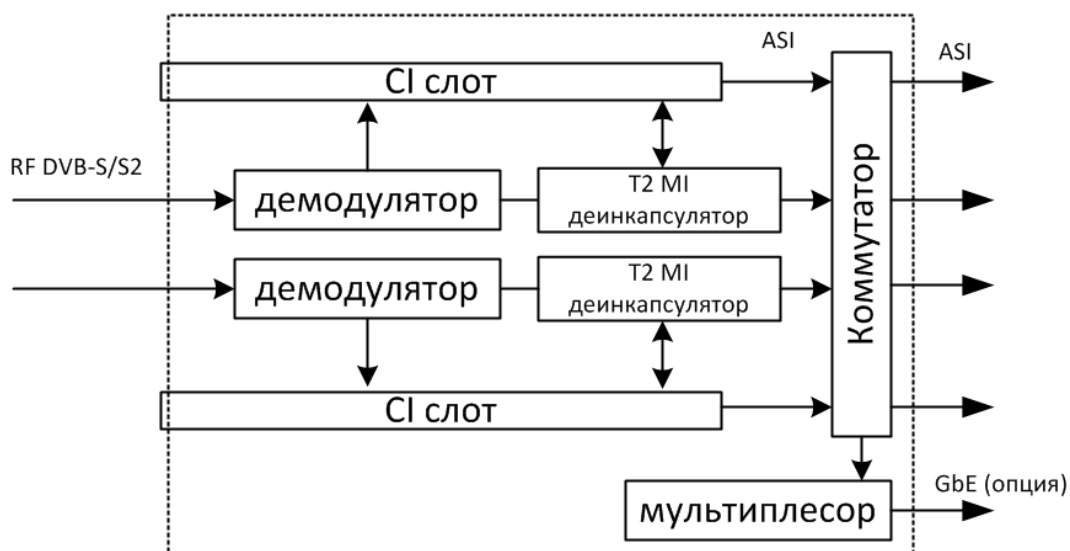 ASI
ASI
CI слот
RF DVB-S/S2
демодулятор
T2 MI
деинкапсулятор
демодулятор
T2 MI
деинкапсулятор
Коммутатор
CI слот
GbE (опция)
мультиплесор